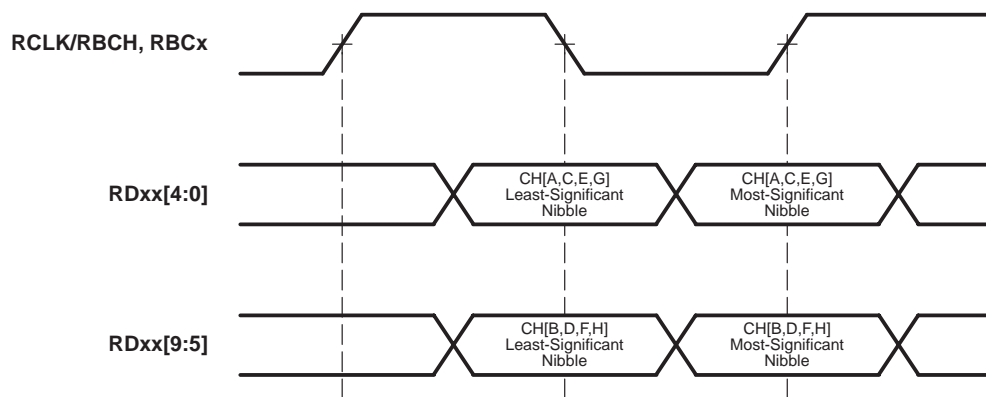 RCLK/RBCH, RBCx
RDxx[4:0]
CH[A,C,E,G]
Least-Significant
Nibble
CH[A,C,E,G]
Most-Significant
Nibble
RDxx[9:5]
CH[B,D,F,H]
Least-Significant
Nibble
CH[B,D,F,H]
Most-Significant
Nibble